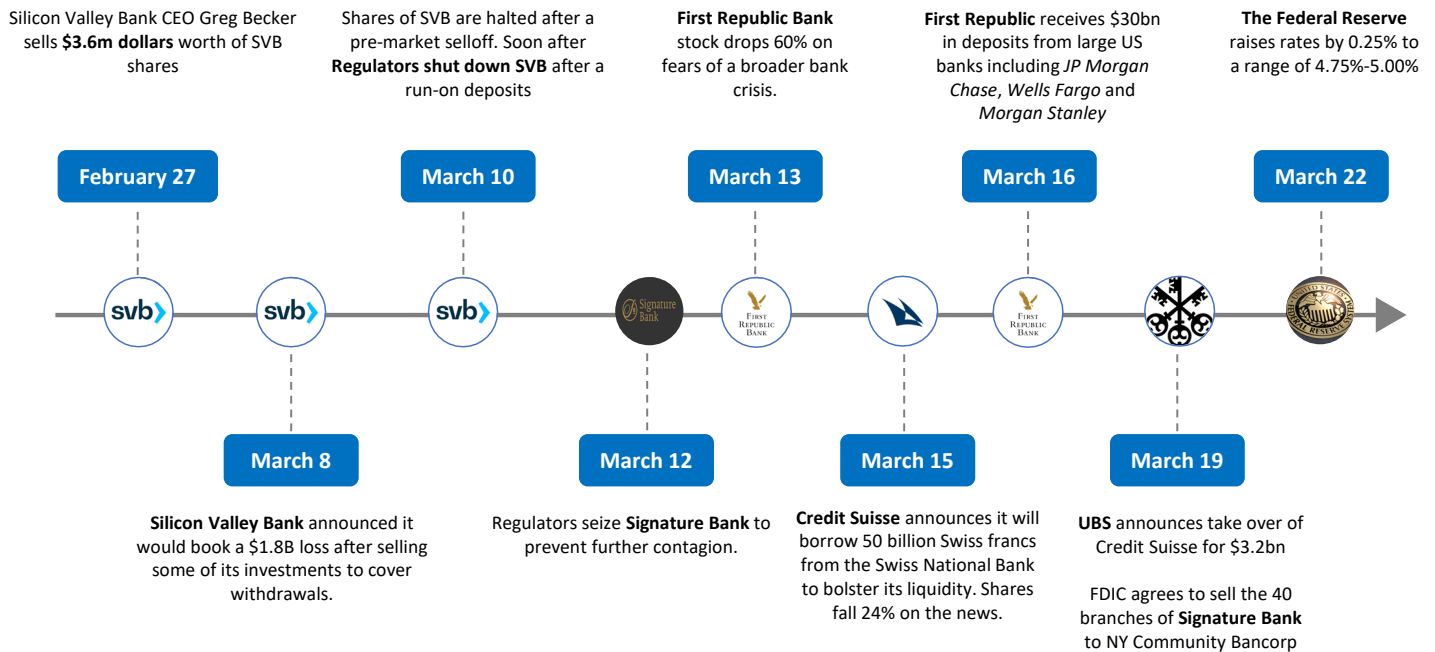 Silicon Valley Bank CEO Greg Becker
sells $3.6m dollars worth of SVB
shares
Shares of SVB are halted after a
pre-market selloff. Soon after
Regulators shut down SVB after a
run-on deposits
First Republic Bank
stock drops 60% on
fears of a broader bank
crisis.
First Republic receives $30bn
in deposits from large US
banks including JP Morgan
Chase, Wells Fargo and
Morgan Stanley
The Federal Reserve
raises rates by 0.25% to
a range of 4.75%-5.00%
February 27
March 10
March 13
March 16
March 22
svb
svb
svb
Signature
Bank
FIRST
REPUBLIC
BANK
FIRST
REPUBLIC
BANK
UNITED STATES
FEDERAL RESERVE
March 8
March 12
March 15
March 19
Silicon Valley Bank announced it
would book a $1.8B loss after selling
some of its investments to cover
withdrawals.
Regulators seize Signature Bank to
prevent further contagion.
Credit Suisse announces it will
borrow 50 billion Swiss francs
from the Swiss National Bank
to bolster its liquidity. Shares
fall 24% on the news.
UBS announces take over of
Credit Suisse for $3.2bn
FDIC agrees to sell the 40
branches of Signature Bank
to NY Community Bancorp